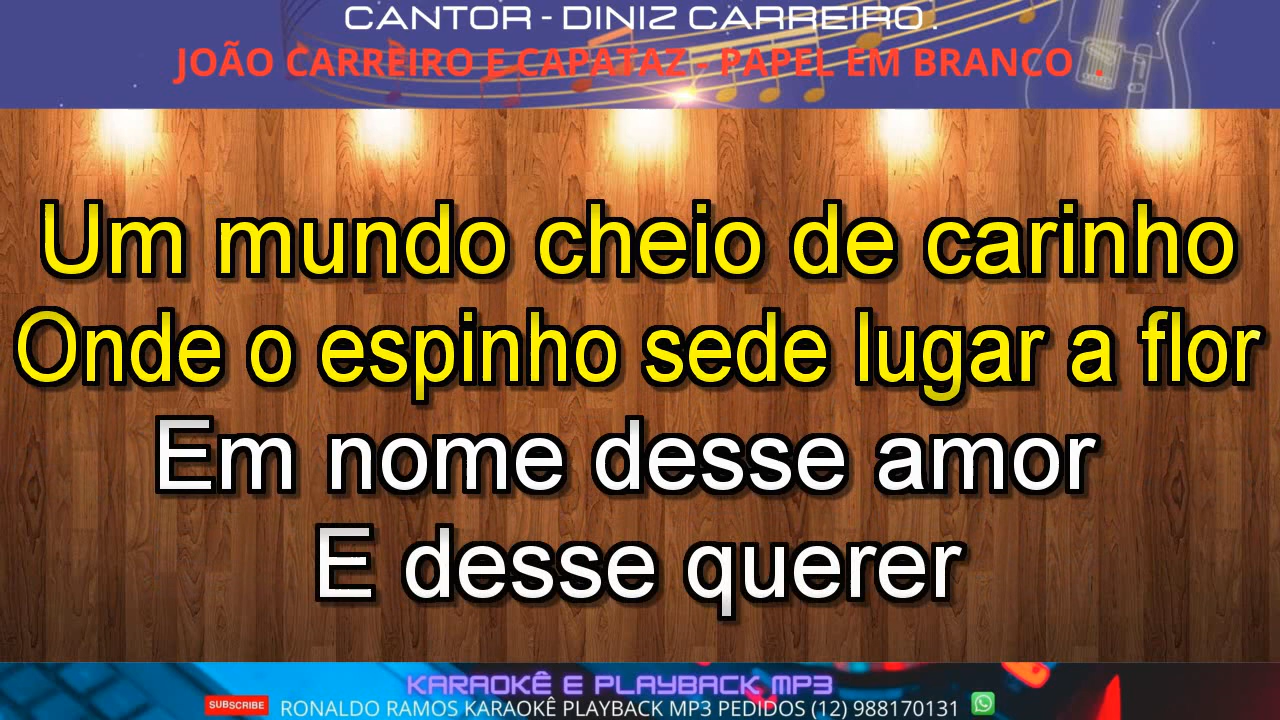 CANTOR - DINIZ CARREIRO .
JOÃO CARREIRO E CAPATAZ - PAPEL EM BRANCO .
Um mundo cheio de carinho
Onde o espinho sede lugar a flor
Em nome desse amor
E desse querer
KARAOKÊ E PLAYBACK MP3
SUBSCRIBE RONALDO RAMOS KARAOKÊ PLAYBACK MP3 PEDIDOS (12) 988170131